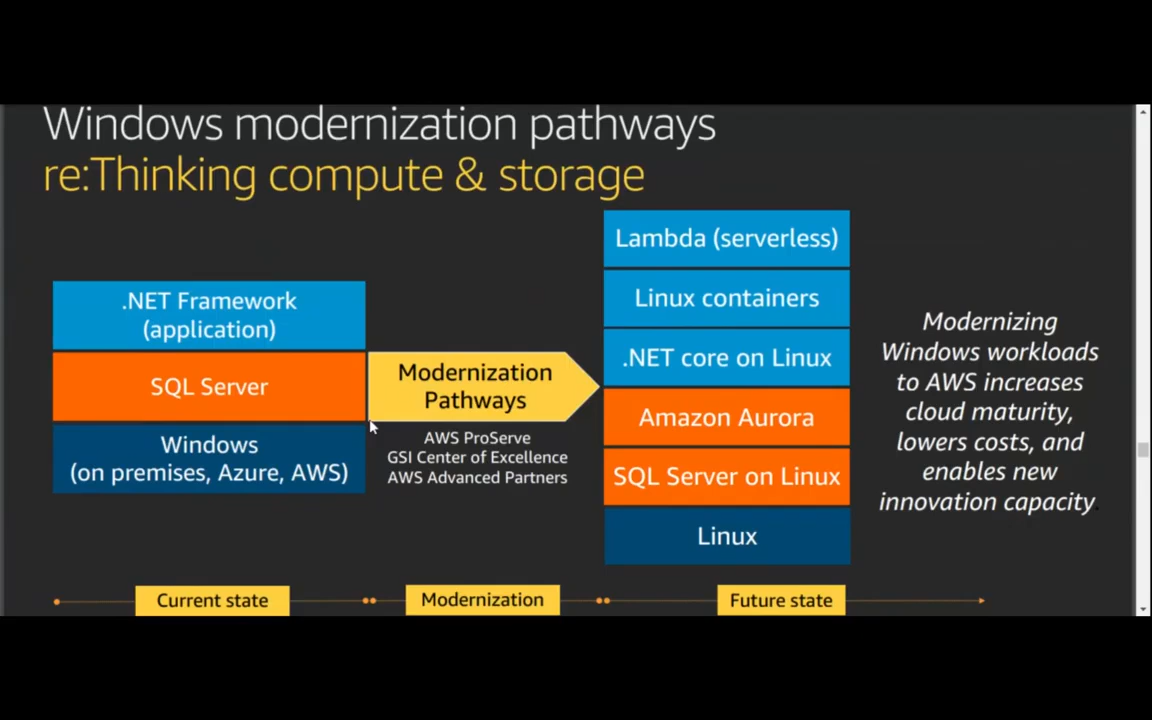 Windows modernization pathways
re:Thinking compute & storage
.NET Framework
(application)
SQL Server
Windows
(on premises, Azure, AWS)
Modernization
Pathways
AWS ProServe
GSI Center of Excellence
AWS Advanced Partners
Lambda (serverless)
Linux containers
.NET core on Linux
Amazon Aurora
SQL Server on Linux
Linux
Modernizing
Windows workloads
to AWS increases
cloud maturity,
lowers costs, and
enables new
innovation capacity.
Current state
Modernization
Future state